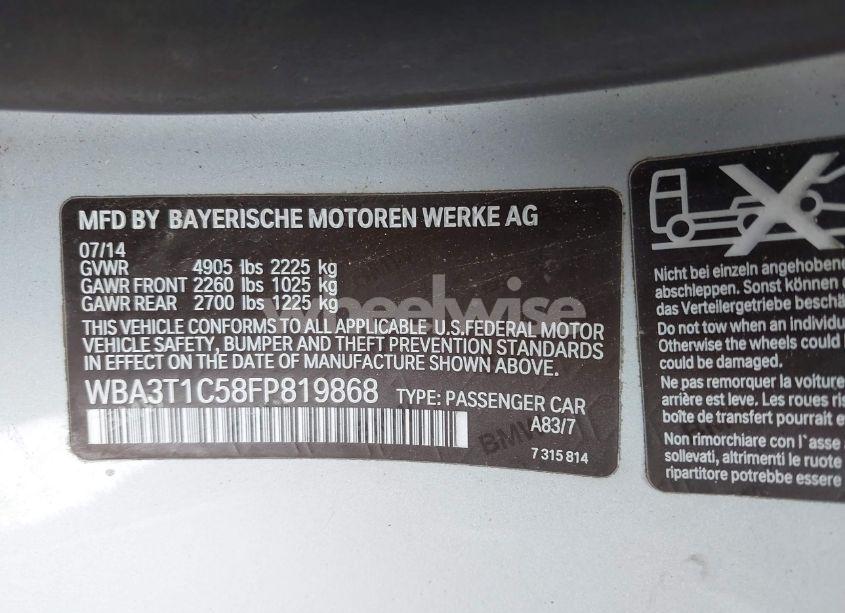 MFD BY BAYERISCHE MOTOREN WERKE AG
07/14
GVWR 4905 lbs 2225 kg
GAWR FRONT 2260 lbs 1025 kg
GAWR REAR 2700 lbs 1225 kg
THIS VEHICLE CONFORMS TO ALL APPLICABLE U.S.FEDERAL MOTOR
VEHICLE SAFETY, BUMPER AND THEFT PREVENTION STANDARDS
IN EFFECT ON THE DATE OF MANUFACTURE SHOWN ABOVE.
WBA3T1C58FP819868 TYPE: PASSENGER CAR
A83/7
7 315 814
BMW
wheelwise
Nicht bei einzeln angehobene
abschleppen. Sonst können
das Verteilergetriebe beschä
Do not tow when an individu
Otherwise the wheels could
could be damaged.
Ne pas remorquer la voiture
arrière est leve. Les roues ris
boîte de transfert pourrait e
Non rimorchiare con l`asse
sollevati, altrimenti le ruote
ripartitore potrebbe essere